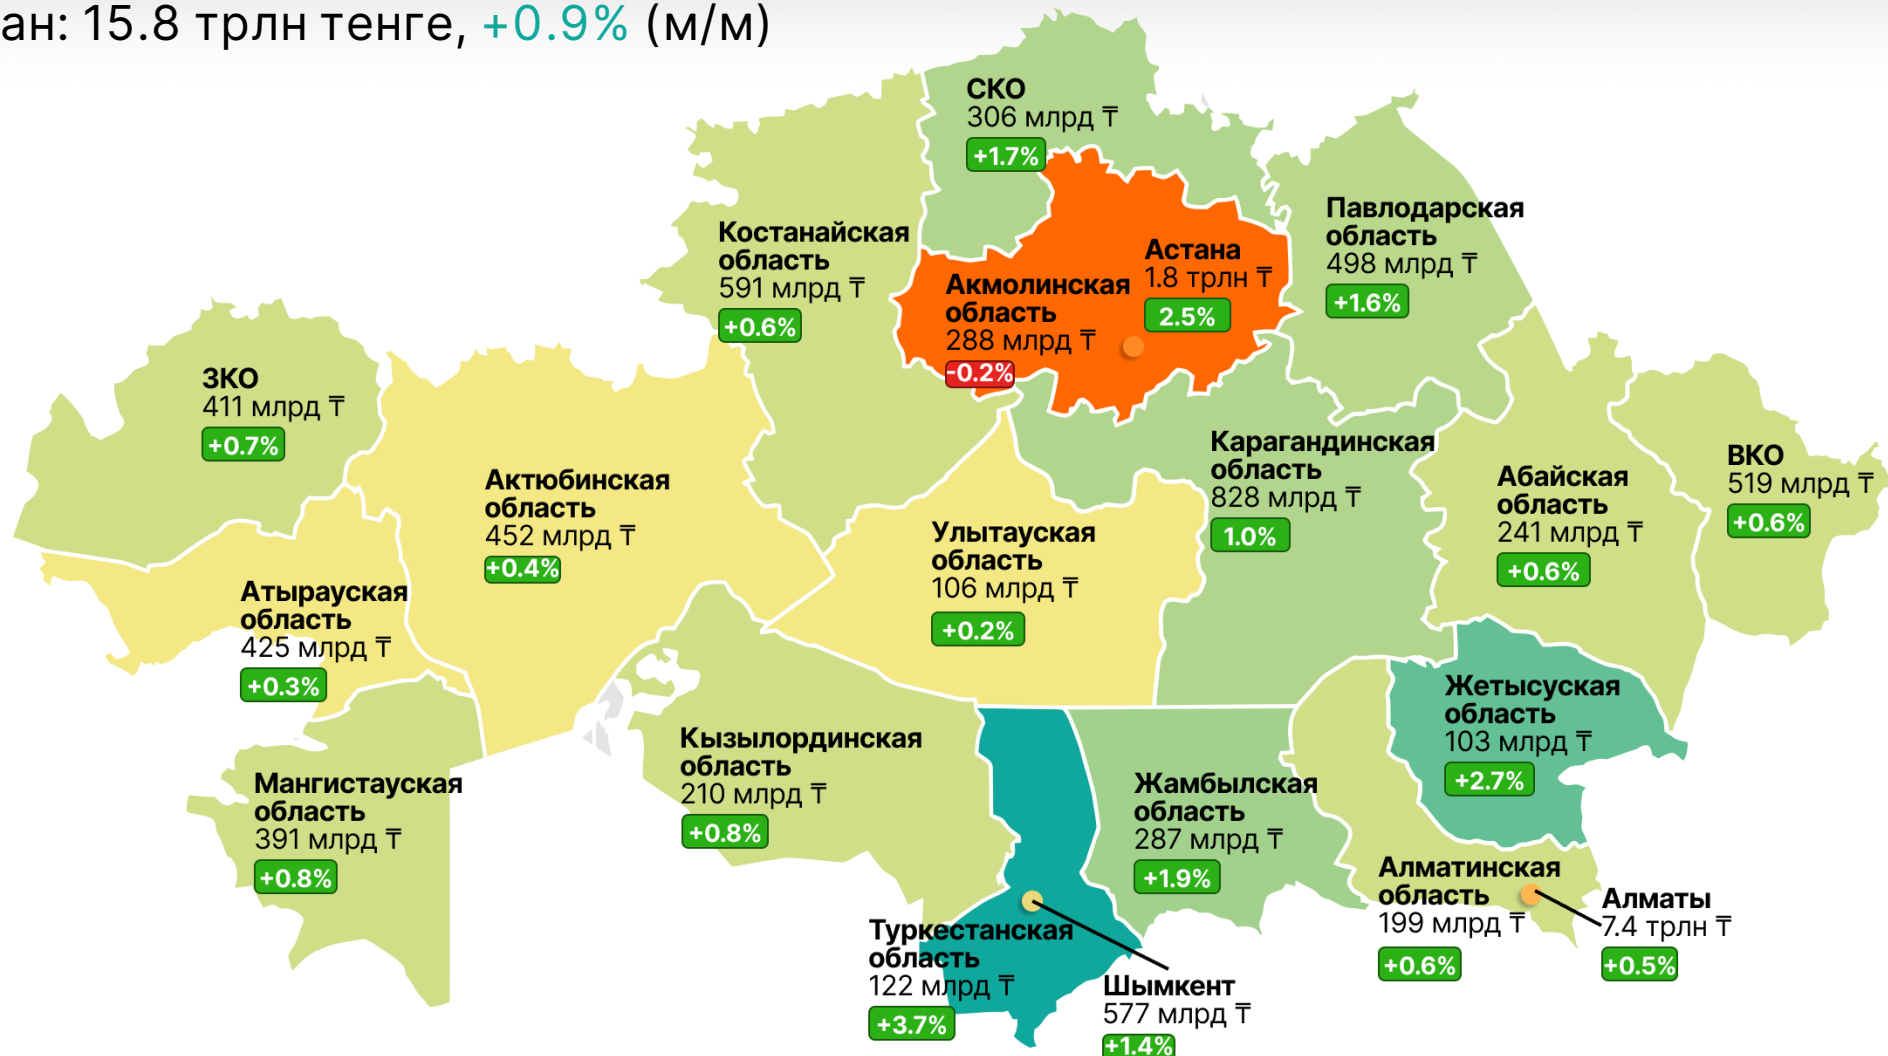 ан: 15.8 трлн тенге, +0.9% (м/м)
СКО
306 млрд ₸
+1.7%
Костанайская
область
591 млрд ₸
+0.6%
Акмолинская
область
288 млрд ₸
-0.2%
Астана
1.8 трлн ₸
2.5%
Павлодарская
область
498 млрд ₸
+1.6%
ЗКО
411 млрд ₸
+0.7%
Актюбинская
область
452 млрд ₸
+0.4%
Улытауская
область
106 млрд ₸
+0.2%
Карагандинская
область
828 млрд ₸
1.0%
Абайская
область
241 млрд ₸
+0.6%
ВКО
519 млрд ₸
+0.6%
Атырауская
область
425 млрд ₸
+0.3%
Мангистауская
область
391 млрд ₸
+0.8%
Кызылординская
область
210 млрд ₸
+0.8%
Жамбылская
область
287 млрд ₸
+1.9%
Жетысуская
область
103 млрд ₸
+2.7%
Туркестанская
область
122 млрд ₸
+3.7%
Шымкент
577 млрд ₸
+1.4%
Алматинская
область
199 млрд ₸
+0.6%
Алматы
7.4 трлн ₸
+0.5%